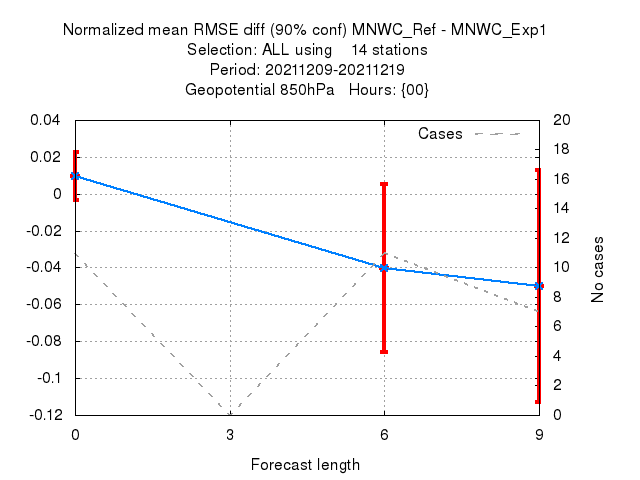 Normalized mean RMSE diff (90% conf) MNWC_Ref - MNWC_Exp1
Selection: ALL using 14 stations
Period: 20211209-20211219
Geopotential 850hPa Hours: {00}
Cases
0.04
0.02
0
-0.02
-0.04
-0.06
-0.08
-0.1
-0.12
20
18
16
14
12
10
8
6
4
2
0
No cases
0 3 6 9
Forecast length